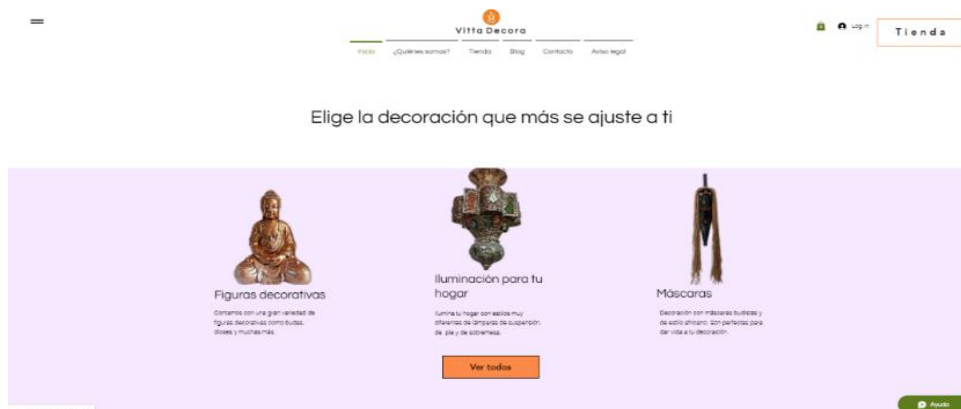 Vitta Decora
Log In
Tienda
Inicio
¿Quiénes somos?
Tienda
Blog
Contacto
Aviso legal
Elige la decoración que más se ajuste a ti
Figuras decorativas
Contamos con una gran variedad de
figuras decorativas como budas,
dioses y muchas más.
Iluminación para tu
hogar
Ilumina tu hogar con estilos muy
diferentes de lámparas de suspensión,
de pie y de sobremesa.
Máscaras
Decoración con máscaras budistas y
de estilo africano. Son perfectas para
dar vida a tu decoración.
Ver todos
Ayuda